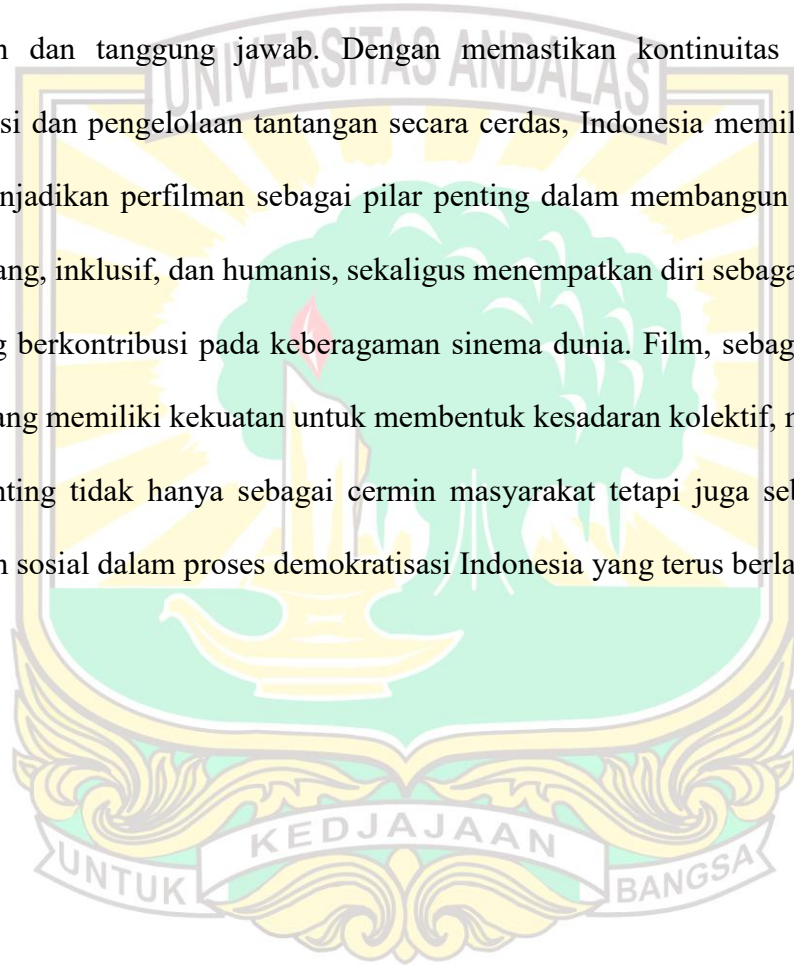 n dan tanggung jawab. Dengan memastikan kontinuitas
UNIVERSITAS ANDALAS
si dan pengelolaan tantangan secara cerdas, Indonesia memil
njadikan perfilman sebagai pilar penting dalam membangun
ang, inklusif, dan humanis, sekaligus menempatkan diri sebaga
g berkontribusi pada keberagaman sinema dunia. Film, sebag
ang memiliki kekuatan untuk membentuk kesadaran kolektif,
nting tidak hanya sebagai cermin masyarakat tetapi juga se
n sosial dalam proses demokratisasi Indonesia yang terus berla
UNTUK KEDJAJAAN BANGSA